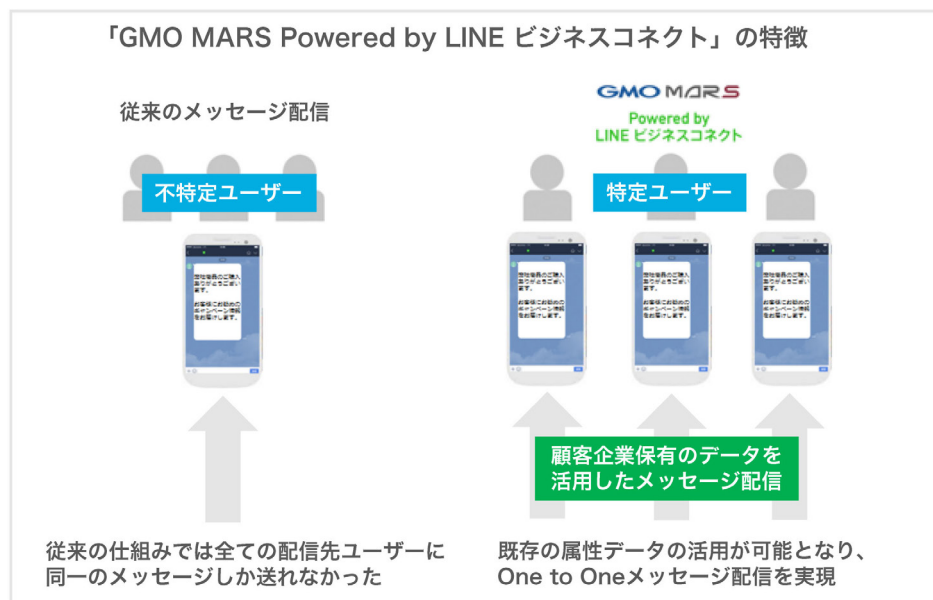 「GMO MARS Powered by LINE ビジネスコネクト」の特徴
従来のメッセージ配信
不特定ユーザー
従来の仕組みでは全ての配信先ユーザーに
同一のメッセージしか送れなかった
GMO MARS
Powered by
LINE ビジネスコネクト
特定ユーザー
顧客企業保有のデータを
活用したメッセージ配信
既存の属性データの活用が可能となり、
One to Oneメッセージ配信を実現